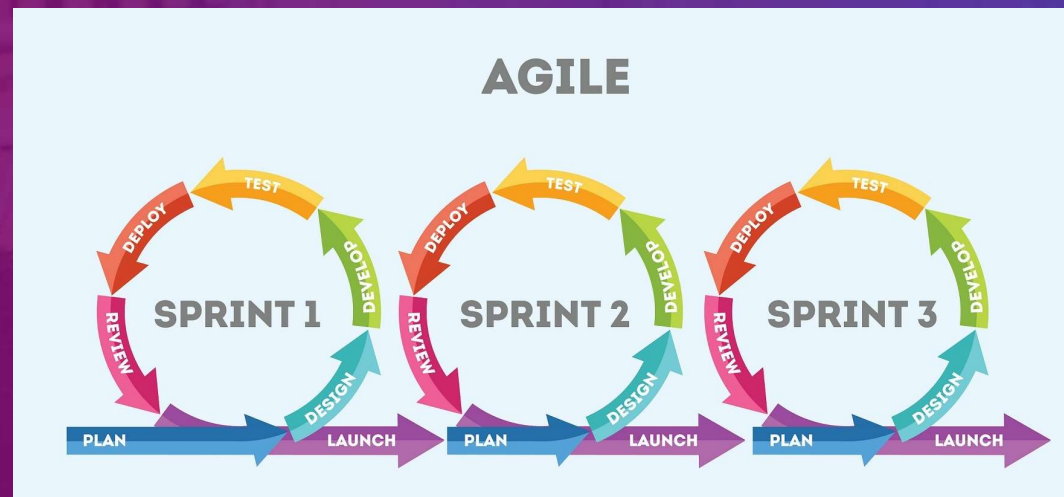 AGILE
TEST TEST TEST
DEPLOY DEPLOY DEPLOY
DEVELOP DEVELOP DEVELOP
SPRINT 1 SPRINT 2 SPRINT 3
REVIEW REVIEW REVIEW
DESIGN DESIGN DESIGN
PLAN LAUNCH PLAN LAUNCH PLAN LAUNCH